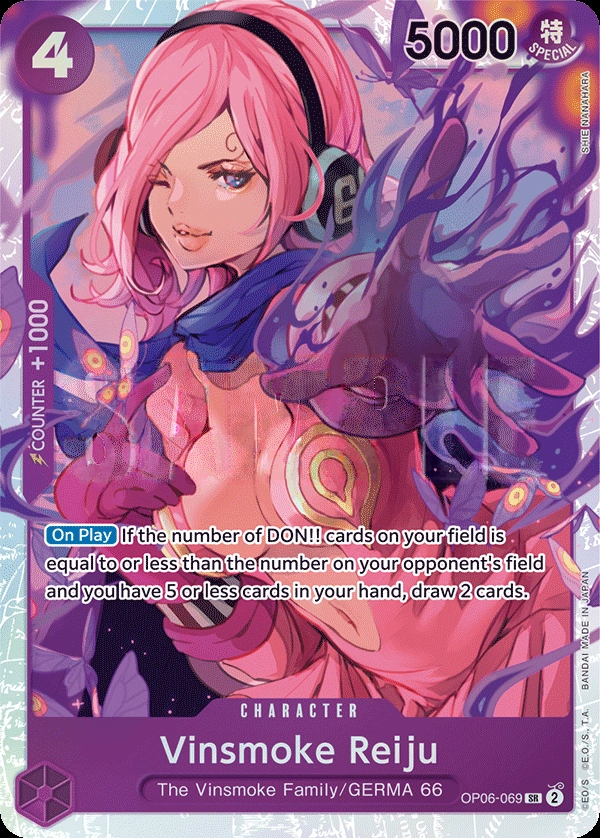 4
5000
特
SPECIAL
SHIE NANAHARA
6
COUNTER +1000
SAMPLE
On Play If the number of DON!! cards on your field is
equal to or less than the number on your opponent's field
and you have 5 or less cards in your hand, draw 2 cards.
CHARACTER
Vinsmoke Reiju
The Vinsmoke Family/GERMA 66
OP06-069 SR 2
©E.O/S ©E.O./S., T.A. BANDAI MADE IN JAPAN